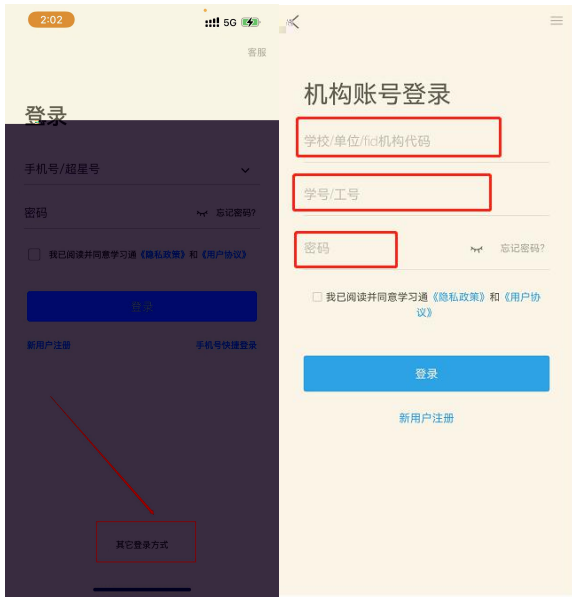 2:02
5G
客服
登录
手机号/超星号
密码
忘记密码?
我已阅读并同意学习通《隐私政策》和《用户协议》
登录
新用户注册
手机号快捷登录
其它登录方式
机构账号登录
学校/单位/fid机构代码
学号/工号
密码
忘记密码?
我已阅读并同意学习通《隐私政策》和《用户协
议》
登录
新用户注册